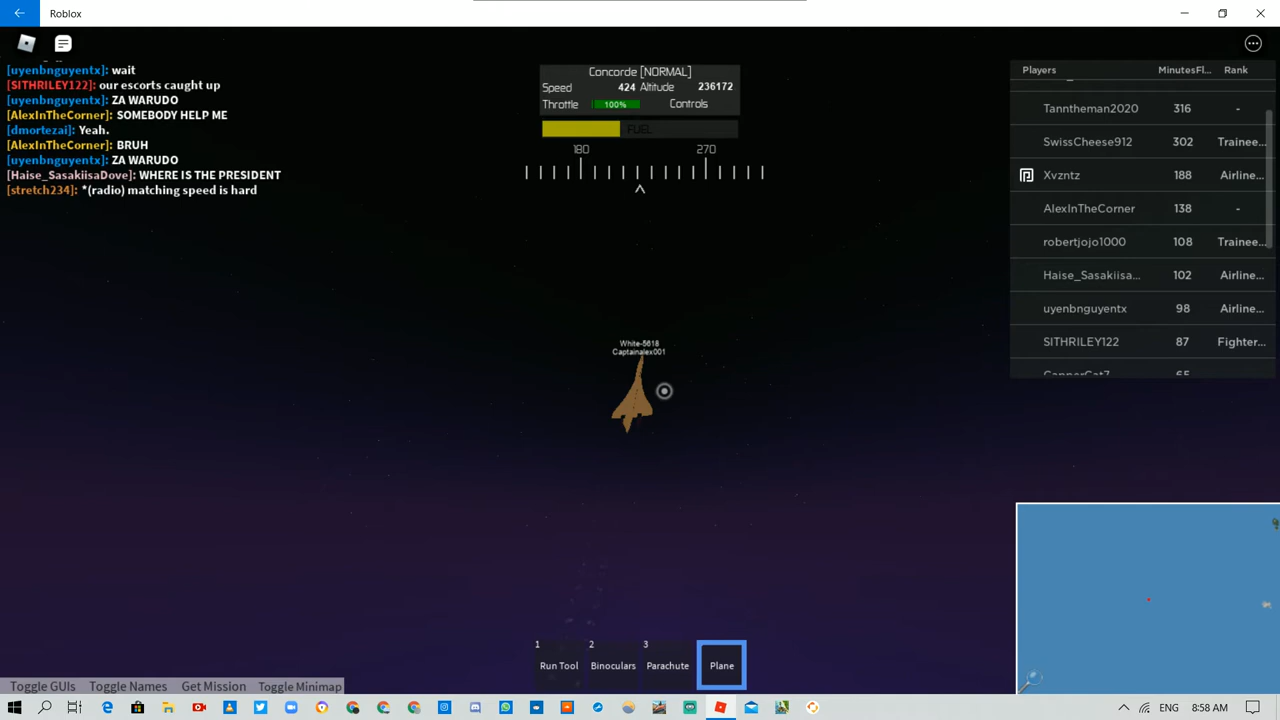 Roblox
[uyenbnguyentx]: wait
[SITHRILEY122]: our escorts caught up
[uyenbnguyentx]: ZA WARUDO
[AlexInTheCorner]: SOMEBODY HELP ME
[dmortezai]: Yeah.
[AlexInTheCorner]: BRUH
[uyenbnguyentx]: ZA WARUDO
[Haise_SasakiisaDove]: WHERE IS THE PRESIDENT
[stretch234]: *(radio) matching speed is hard
Concorde [NORMAL]
Speed 424 Altitude 236172
Throttle 100% Controls
FUEL
180 270
Players MinutesFl... Rank
Tanntheman2020 316 -
SwissCheese912 302 Trainee...
Xvzntz 188 Airline...
AlexInTheCorner 138 -
robertjojo1000 108 Trainee...
Haise_Sasakiisa... 102 Airline...
uyenbnguyentx 98 Airline...
SITHRILEY122 87 Fighter...
White-5618
Captainalex001
1 Run Tool
2 Binoculars
3 Parachute
Plane
Toggle GUIs Toggle Names Get Mission Toggle Minimap
ENG 8:58 AM